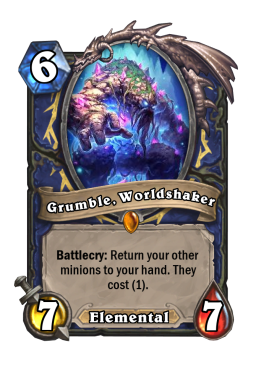 6
Grumble, Worldshaker
Battlecry: Return your other
minions to your hand. They
cost (1).
7
Elemental
7